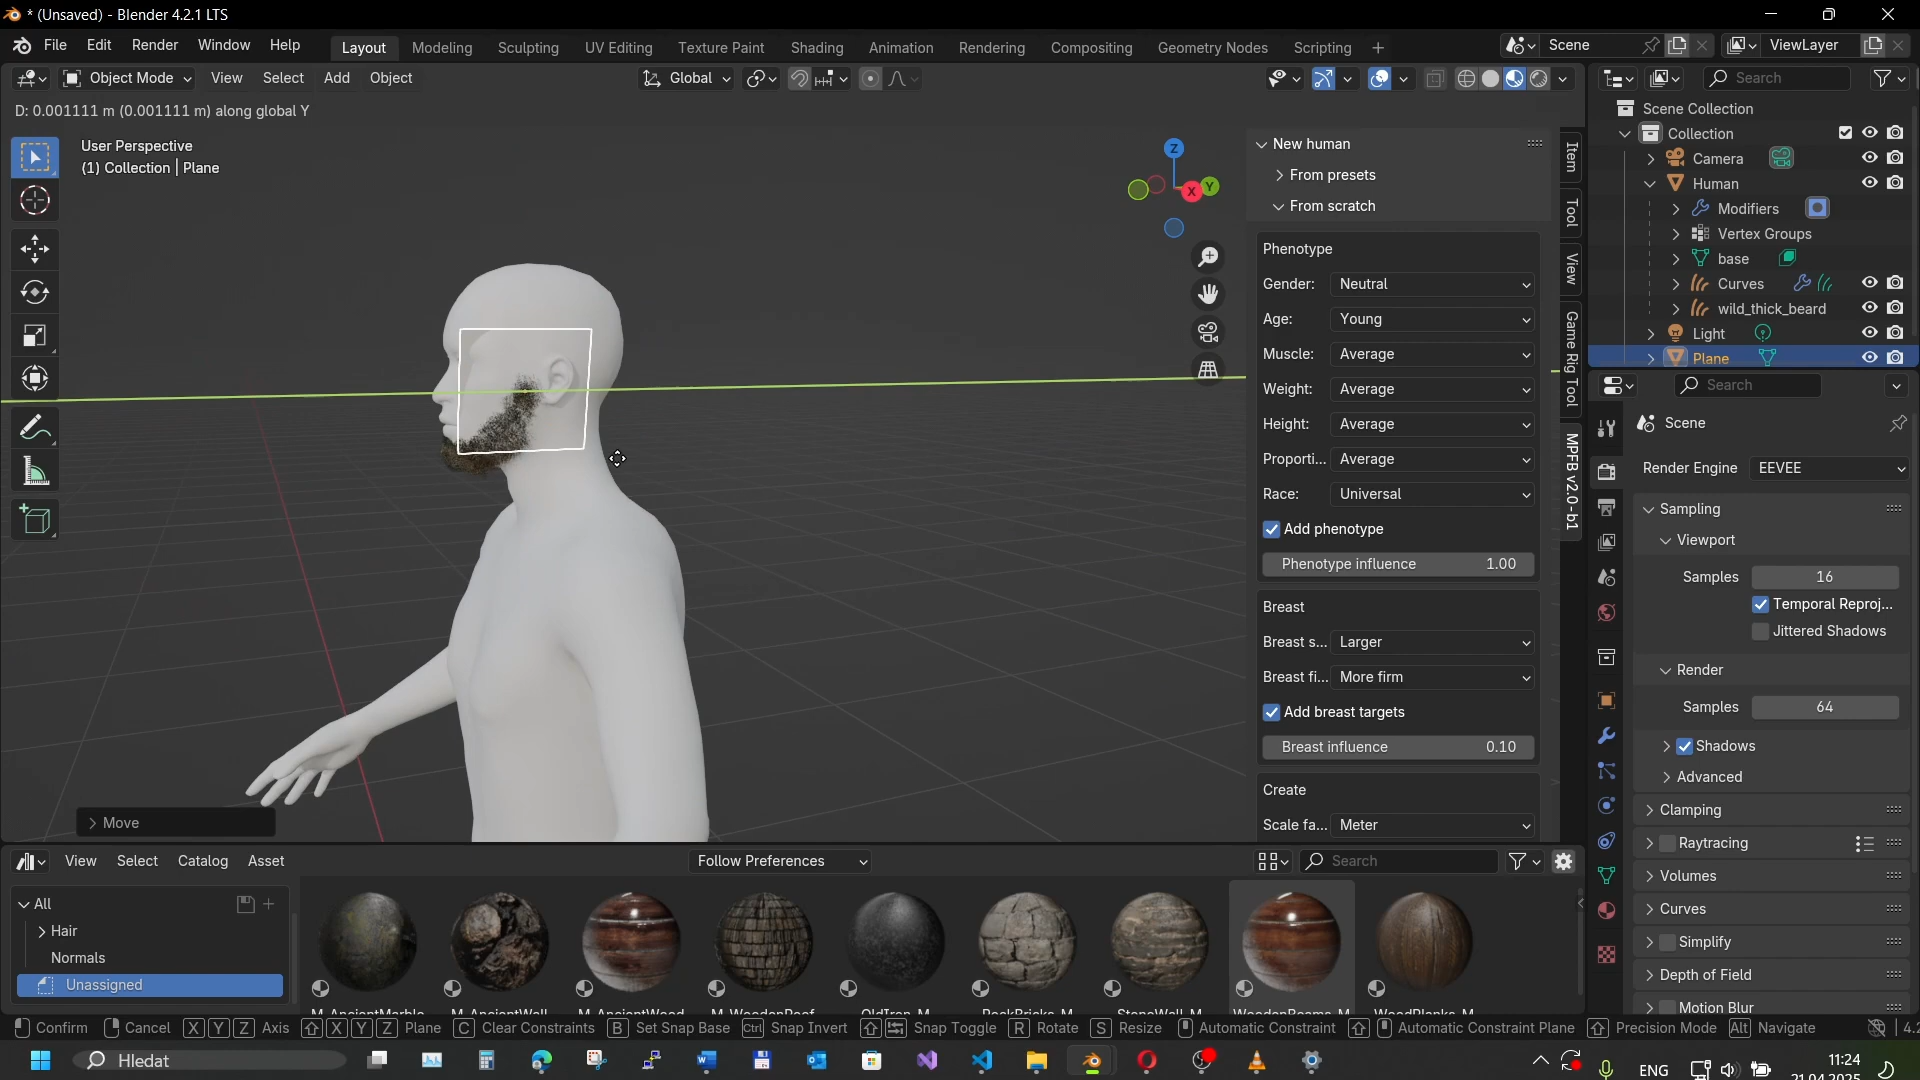 * (Unsaved) - Blender 4.2.1 LTS
File Edit Render Window Help
Layout Modeling Sculpting UV Editing Texture Paint Shading Animation Rendering Compositing Geometry Nodes Scripting +
Scene
ViewLayer
Object Mode View Select Add Object
Global
Search
D: 0.001111 m (0.001111 m) along global Y
User Perspective
(1) Collection | Plane
Z
X
Y
New human
From presets
From scratch
Phenotype
Gender: Neutral
Age: Young
Muscle: Average
Weight: Average
Height: Average
Proporti... Average
Race: Universal
Add phenotype
Phenotype influence 1.00
Breast
Breast s... Larger
Breast fi... More firm
Add breast targets
Breast influence 0.10
Create
Scale fa... Meter
Item
Tool
View
Game Rig Tool
MPFB v2.0-b1
Scene Collection
Collection
Camera
Human
Modifiers
Vertex Groups
base
Curves
wild_thick_beard
Light
Plane
Search
Scene
Render Engine EEVEE
Sampling
Viewport
Samples 16
Temporal Reproj...
Jittered Shadows
Render
Samples 64
Shadows
Advanced
Clamping
Raytracing
Volumes
Curves
Simplify
Depth of Field
Motion Blur
Move
View Select Catalog Asset
Follow Preferences
Search
All
Hair
Normals
Unassigned
Confirm Cancel X Y Z Axis X Y Z Plane C Clear Constraints B Set Snap Base Ctrl Snap Invert Snap Toggle R Rotate S Resize Automatic Constraint Automatic Constraint Plane Precision Mode Alt Navigate 4.2
Hledat
ENG
11:24
21.04.2025